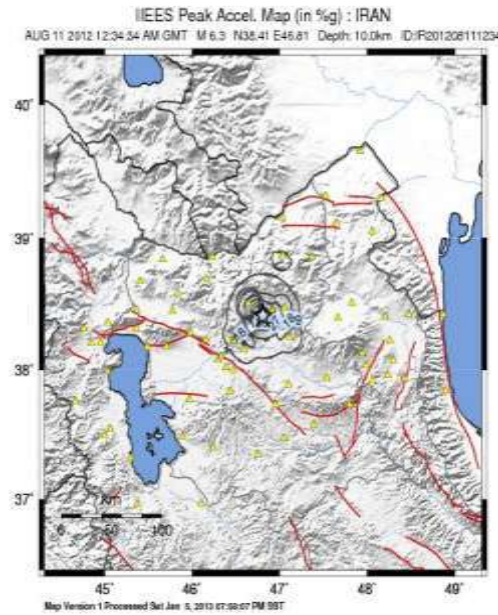 IIEES Peak Accel. Map (in %g) : IRAN
AUG 11 2012 12:34:34 AM GMT M 6.3 N38.41 E46.81 Depth: 10.0km ID:IR201208111234
40°
39°
38°
37°
km
0 50 100
45° 46° 47° 48° 49°
Map Version 1 Processed Sat Jan 5, 2013 07:58:07 PM SST